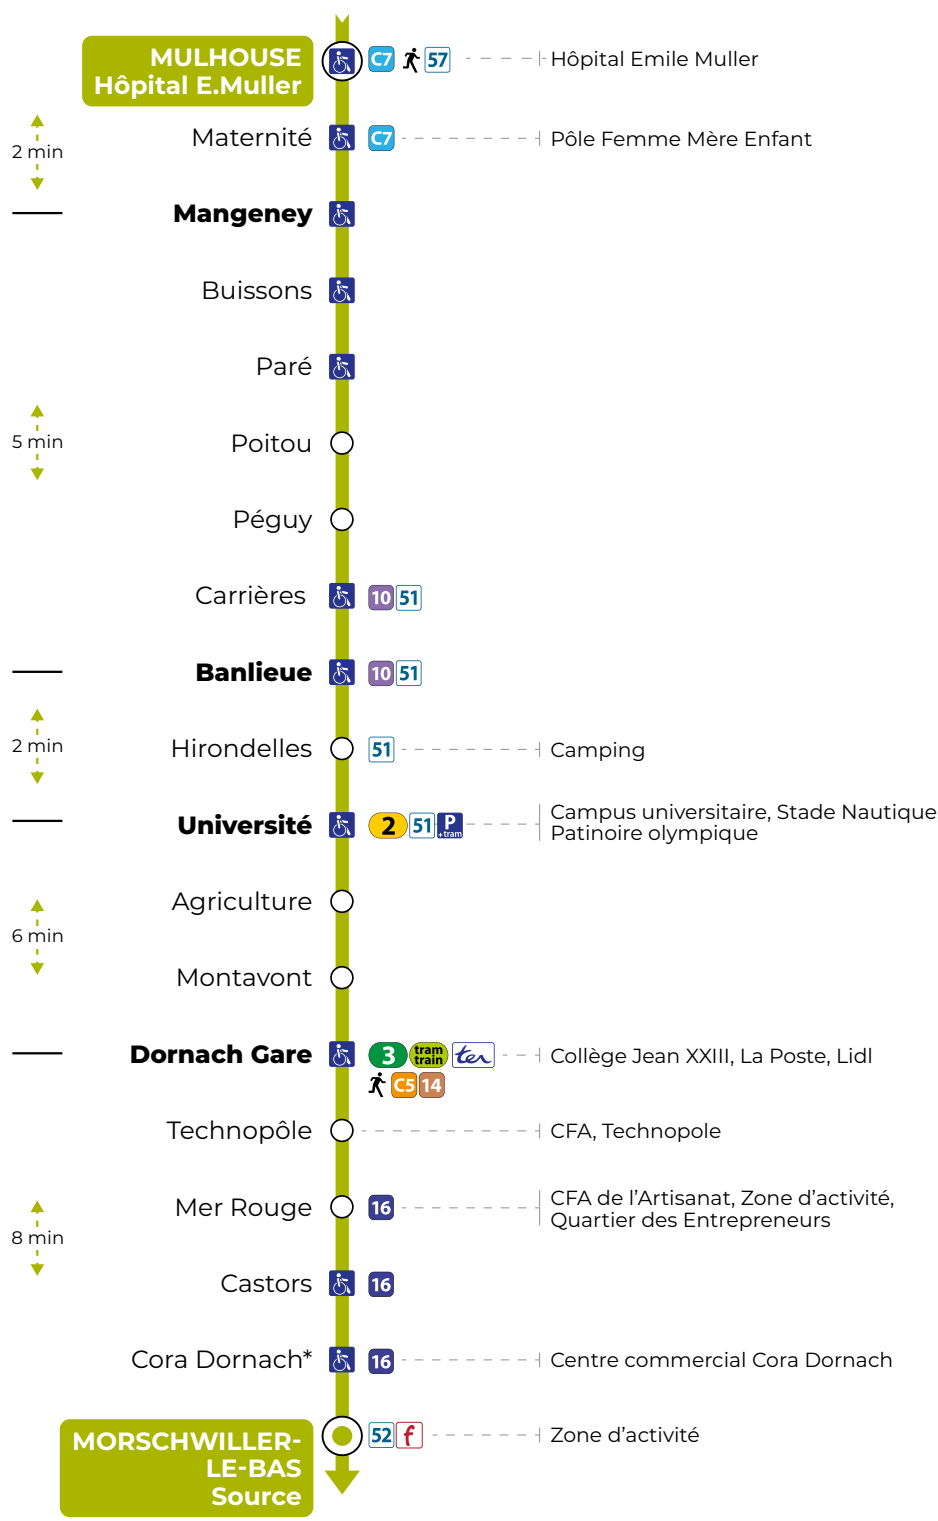 MULHOUSE
Hôpital E.Muller
C7 57 Hôpital Emile Muller
2 min
Maternité C7 Pôle Femme Mère Enfant
Mangeney
Buissons
Paré
5 min
Poitou
Péguy
Carrières 10 51
Banlieue 10 51
2 min
Hirondelles 51 Camping
Université 2 51 P +tram
Campus universitaire, Stade Nautique
Patinoire olympique
Agriculture
6 min
Montavont
Dornach Gare 3 tram train ter Collège Jean XXIII, La Poste, Lidl
C5 14
Technopôle CFA, Technopole
Mer Rouge 16
CFA de l’Artisanat, Zone d’activité,
Quartier des Entrepreneurs
8 min
Castors 16
Cora Dornach* 16 Centre commercial Cora Dornach
MORSCHWILLER-
LE-BAS
Source
52 f Zone d’activité